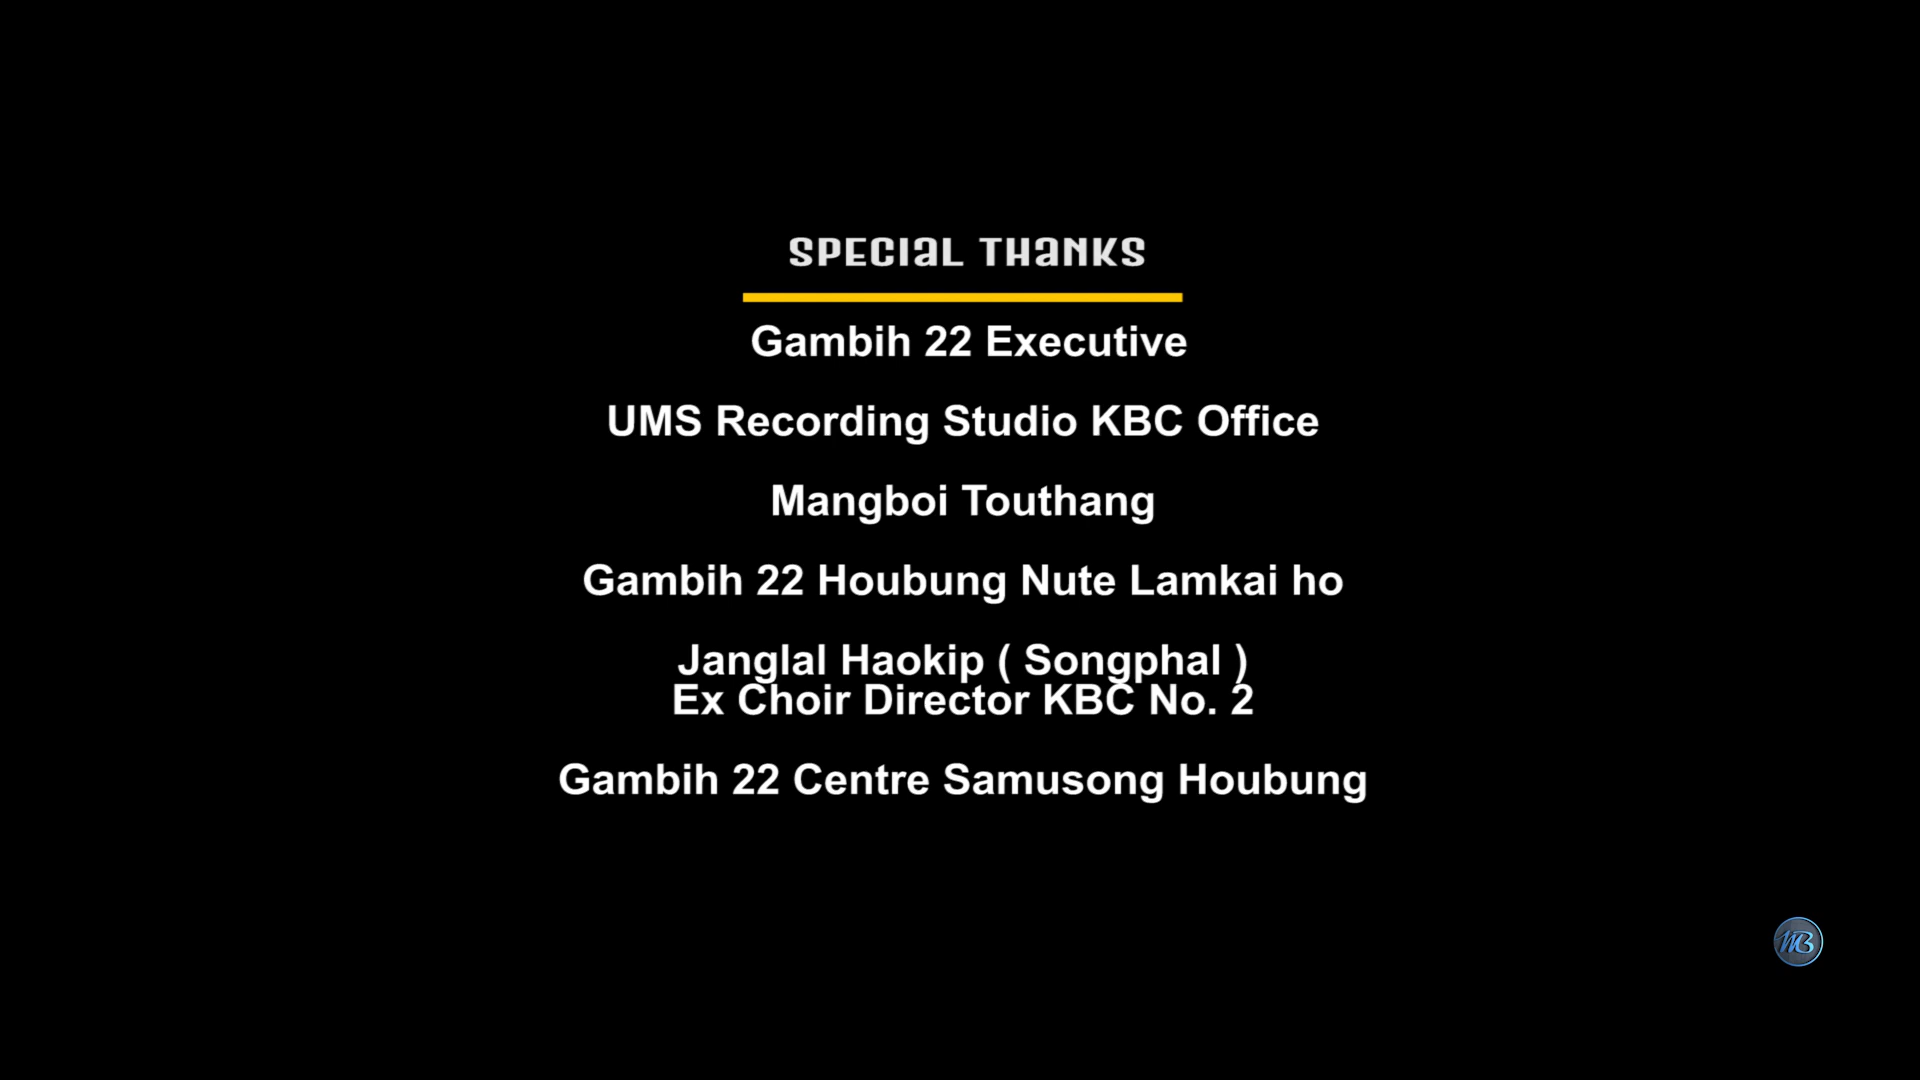 SPECIAL THANKS
Gambih 22 Executive
UMS Recording Studio KBC Office
Mangboi Touthang
Gambih 22 Houbung Nute Lamkai ho
Janglal Haokip ( Songphal )
Ex Choir Director KBC No. 2
Gambih 22 Centre Samusong Houbung
MB